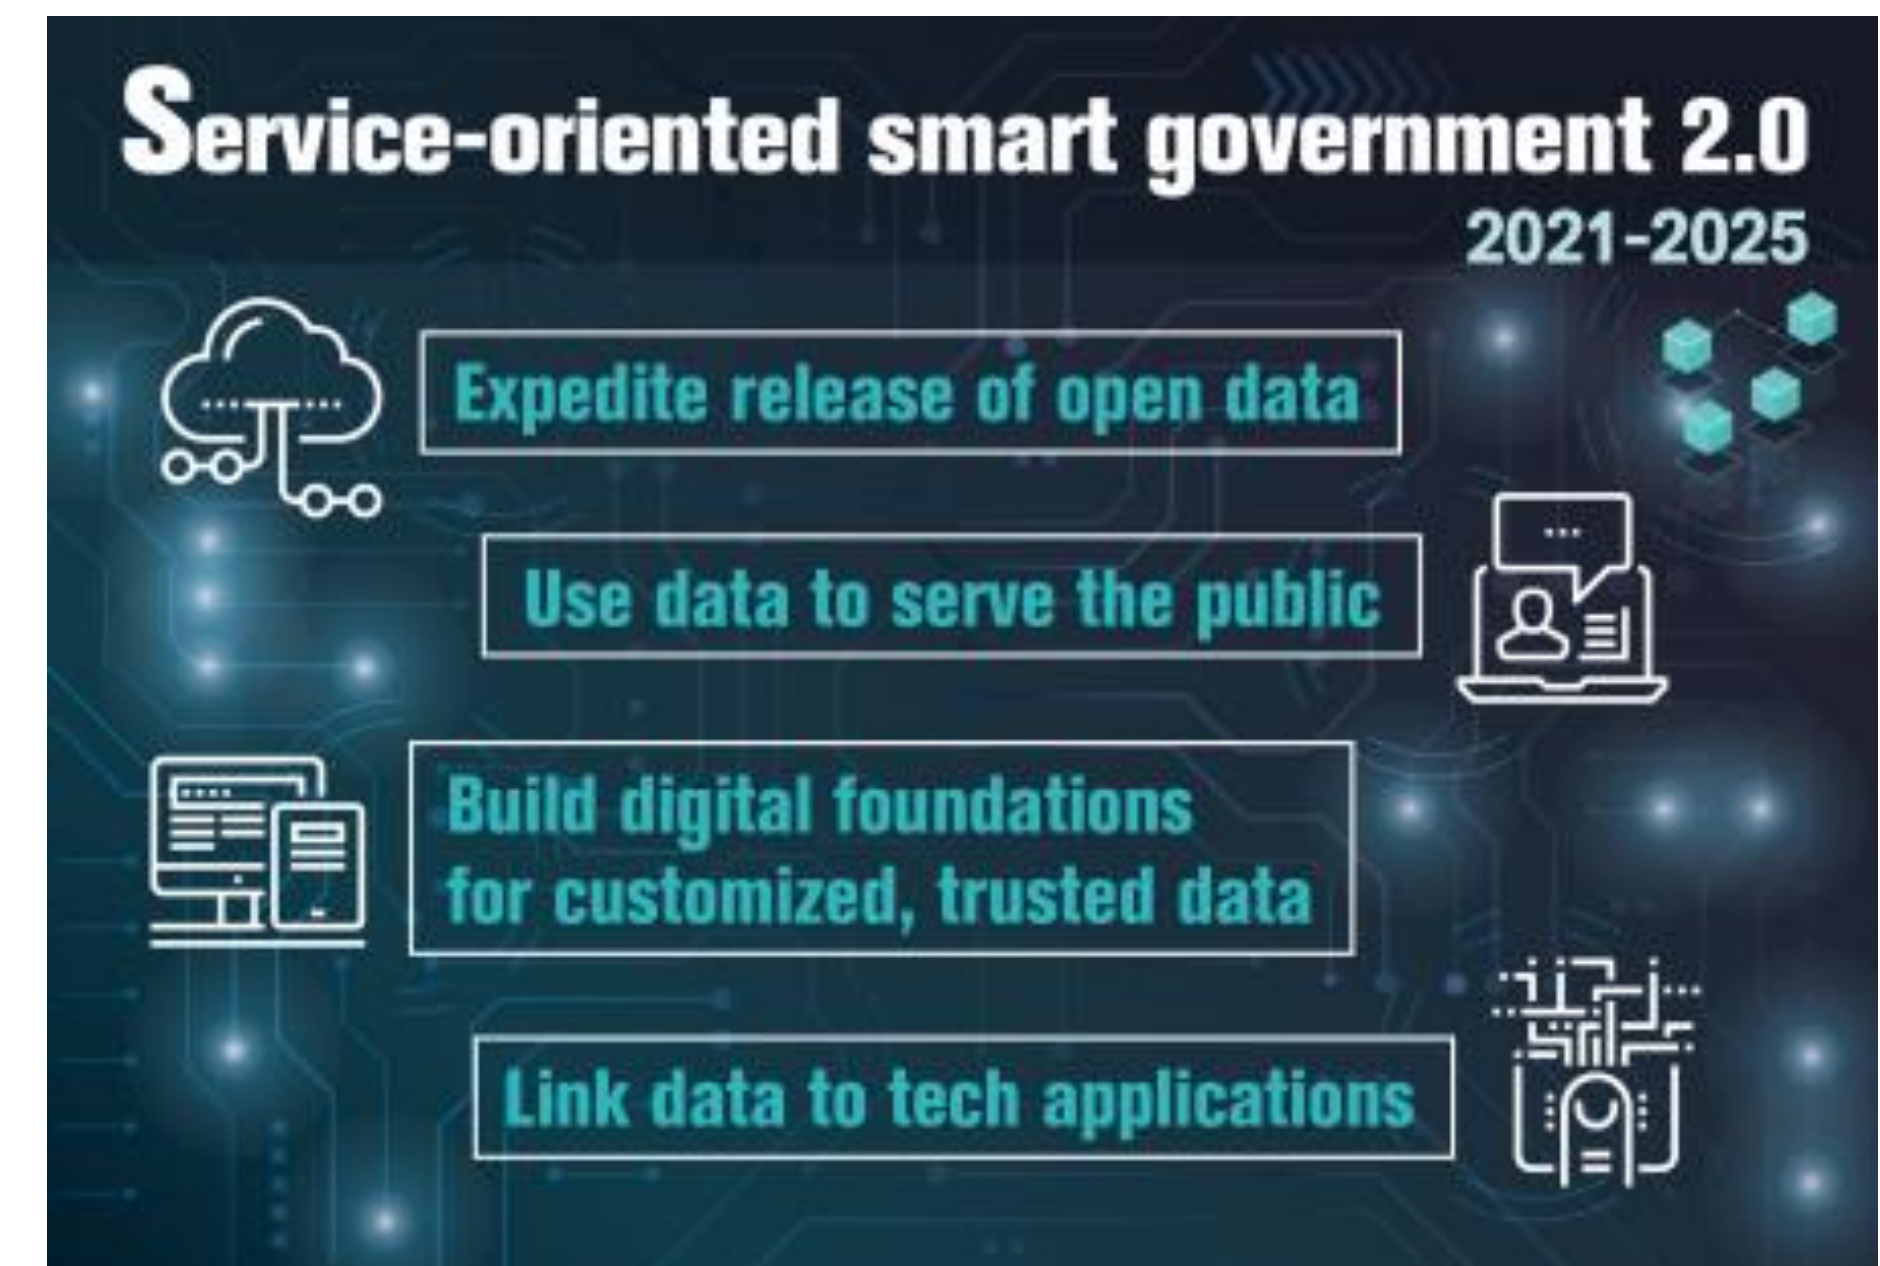 Service-oriented smart government 2.0
2021-2025
Expedite release of open data
Use data to serve the public
Build digital foundations
for customized, trusted data
Link data to tech applications